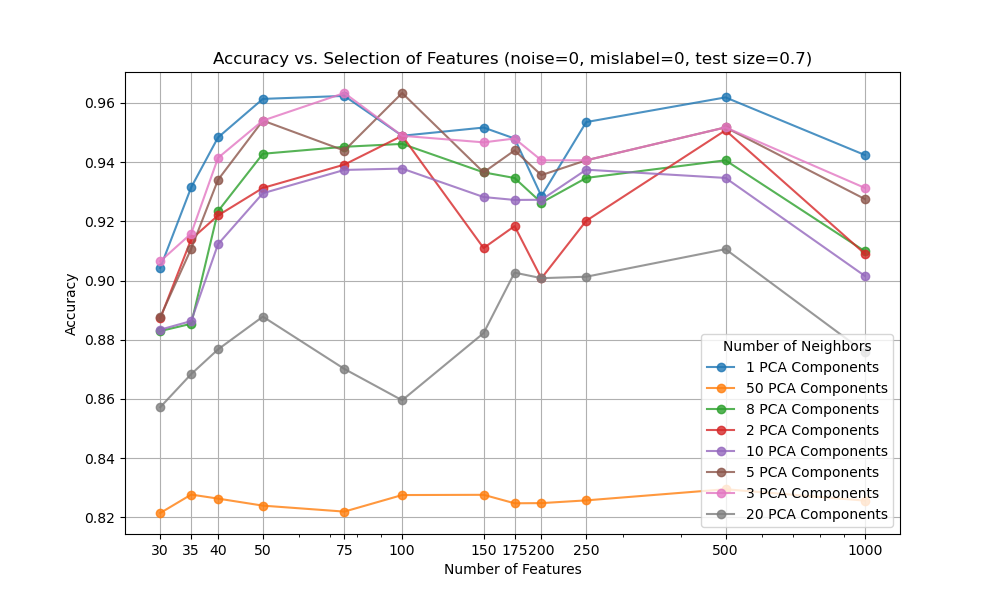 Accuracy vs. Selection of Features (noise=0, mislabel=0, test size=0.7)
Accuracy
0.96
0.94
0.92
0.90
0.88
0.86
0.84
0.82
Number of Neighbors
1 PCA Components
50 PCA Components
8 PCA Components
2 PCA Components
10 PCA Components
5 PCA Components
3 PCA Components
20 PCA Components
30 35 40 50 75 100 150 175 200 250 500 1000
Number of Features